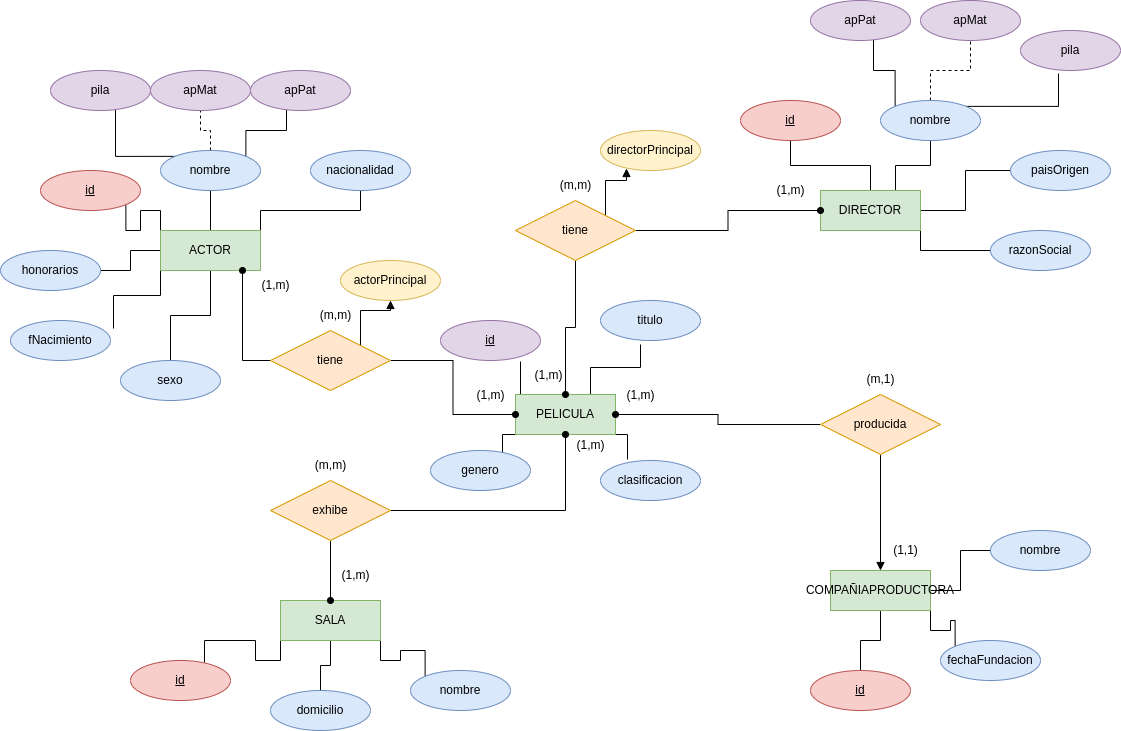 apPat
apMat
pila
pila
apMat
apPat
id
nombre
directorPrincipal
nombre
nacionalidad
paisOrigen
id
(m,m)
(1,m)
DIRECTOR
tiene
ACTOR
razonSocial
honorarios
(1,m)
actorPrincipal
(m,m)
titulo
fNacimiento
id
tiene
sexo
(1,m)
(m,1)
(1,m)
(1,m)
PELICULA
producida
(1,m)
(m,m)
genero
clasificacion
exhibe
(1,1)
nombre
(1,m)
COMPAÑIAPRODUCTORA
SALA
fechaFundacion
id
nombre
id
domicilio